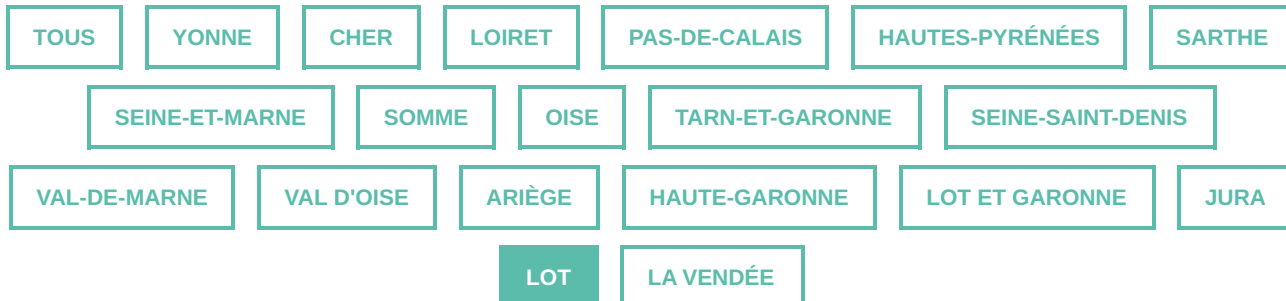 TOUS YONNE CHER LOIRET PAS-DE-CALAIS HAUTES-PYRÉNÉES SARTHE
SEINE-ET-MARNE SOMME OISE TARN-ET-GARONNE SEINE-SAINT-DENIS
VAL-DE-MARNE VAL D'OISE ARIÈGE HAUTE-GARONNE LOT ET GARONNE JURA
LOT LA VENDÉE